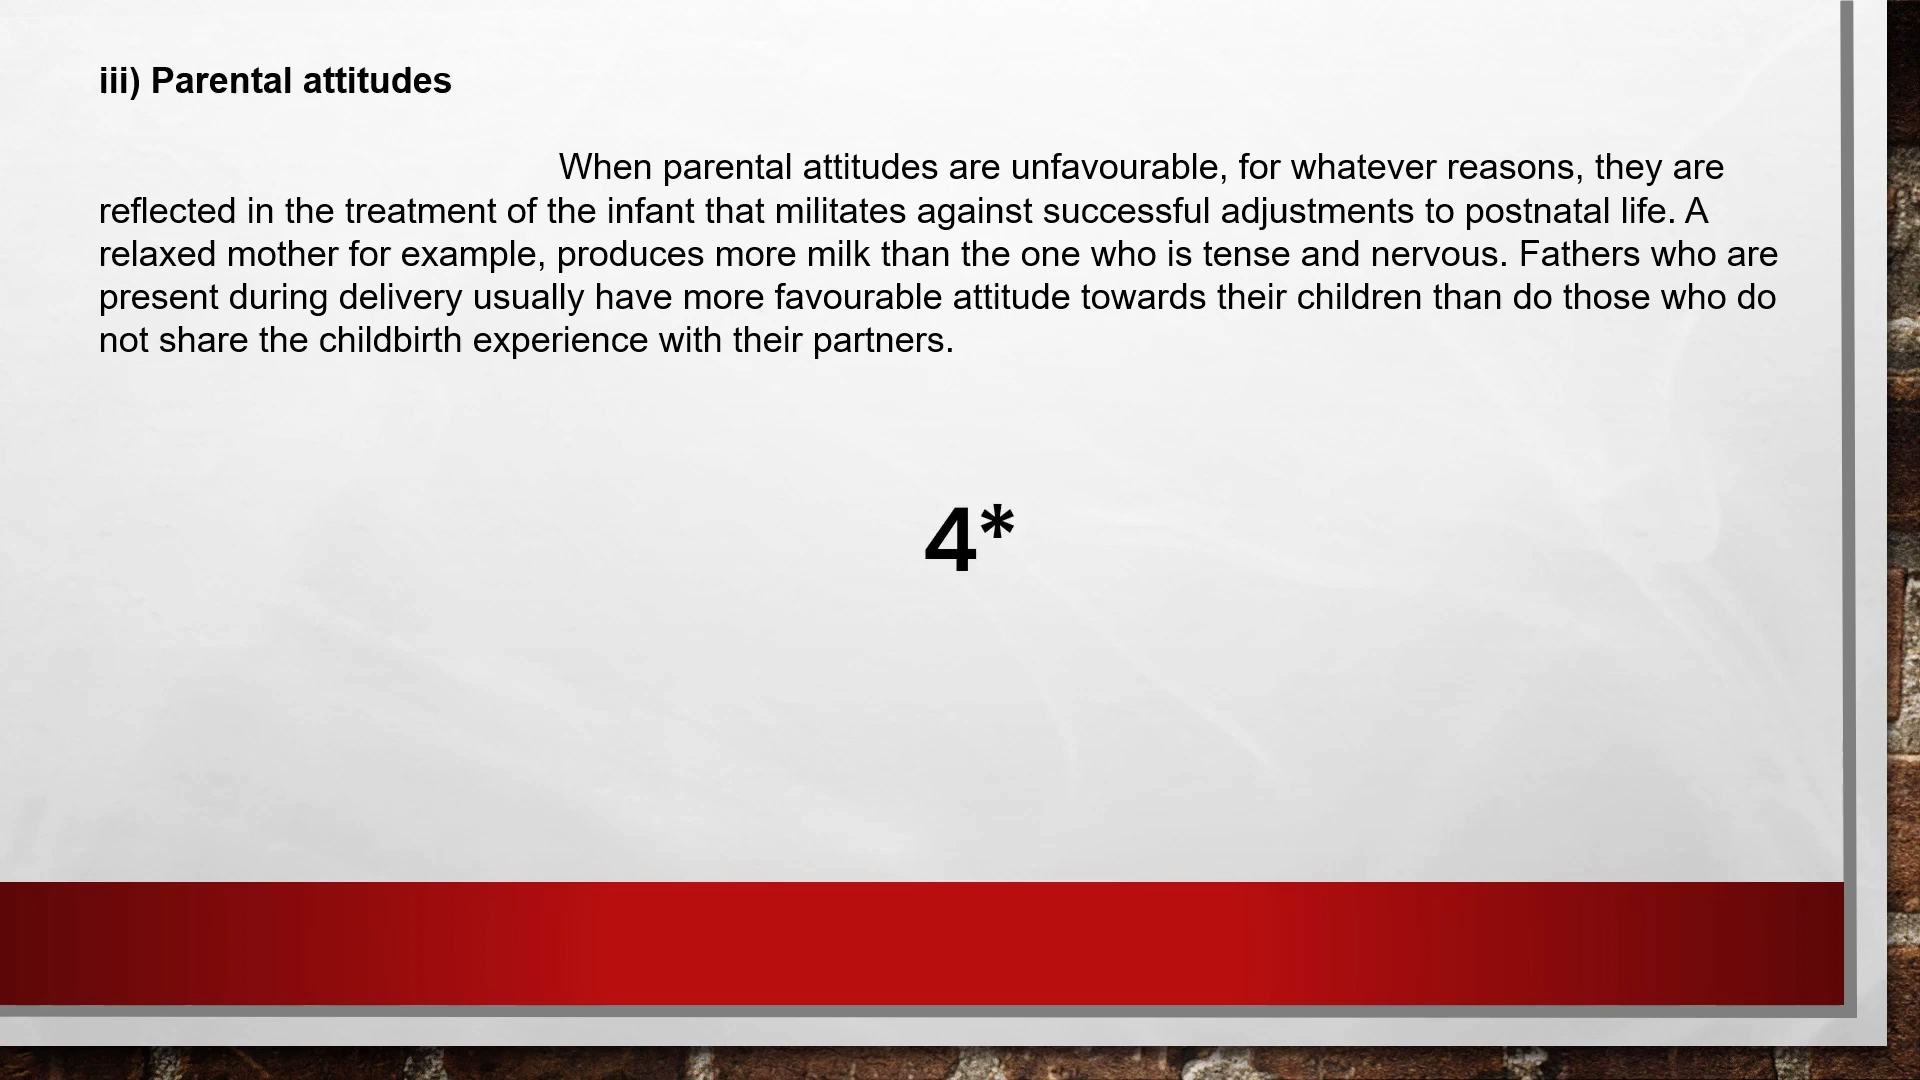 iii) Parental attitudes
When parental attitudes are unfavourable, for whatever reasons, they are
reflected in the treatment of the infant that militates against successful adjustments to postnatal life. A
relaxed mother for example, produces more milk than the one who is tense and nervous. Fathers who are
present during delivery usually have more favourable attitude towards their children than do those who do
not share the childbirth experience with their partners.
4*